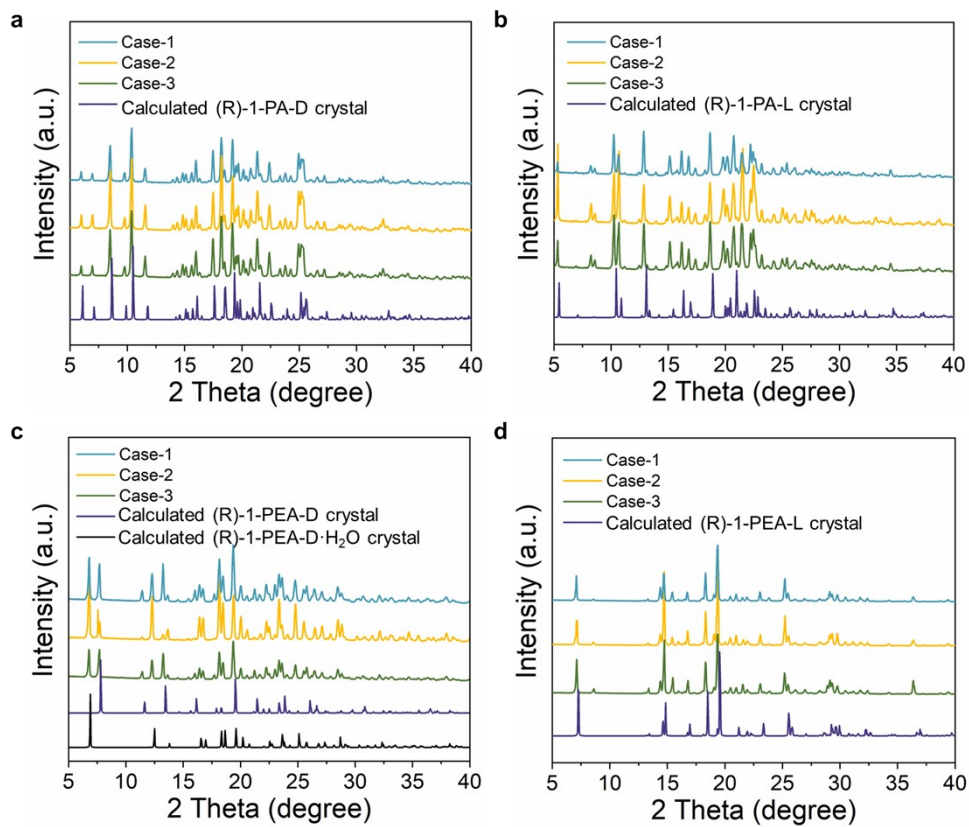 a
Case-1
Case-2
Case-3
Calculated (R)-1-PA-D crystal
Intensity (a.u.)
5 10 15 20 25 30 35 40
2 Theta (degree)
b
Case-1
Case-2
Case-3
Calculated (R)-1-PA-L crystal
Intensity (a.u.)
5 10 15 20 25 30 35 40
2 Theta (degree)
c
Case-1
Case-2
Case-3
Calculated (R)-1-PEA-D crystal
Calculated (R)-1-PEA-D·H₂O crystal
Intensity (a.u.)
5 10 15 20 25 30 35 40
2 Theta (degree)
d
Case-1
Case-2
Case-3
Calculated (R)-1-PEA-L crystal
Intensity (a.u.)
5 10 15 20 25 30 35 40
2 Theta (degree)